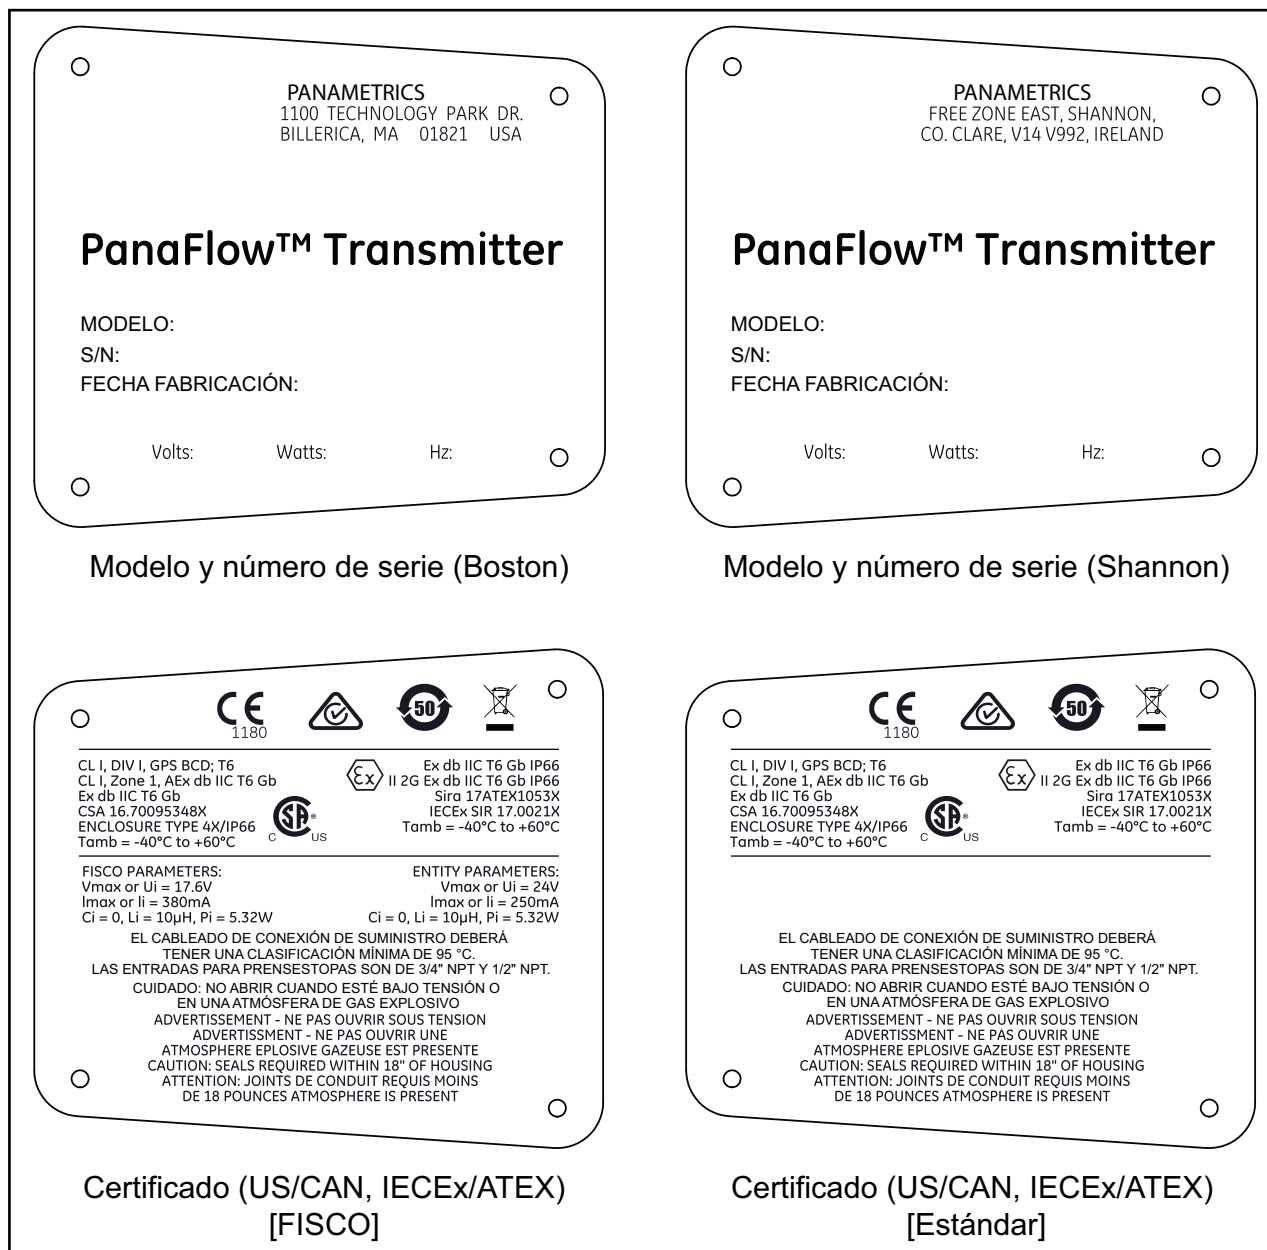 PANAMETRICS
1100 TECHNOLOGY PARK DR.
BILLERICA, MA 01821 USA
PanaFlow™ Transmitter
MODELO:
S/N:
FECHA FABRICACIÓN:
Volts: Watts: Hz:
Modelo y número de serie (Boston)
PANAMETRICS
FREE ZONE EAST, SHANNON,
CO. CLARE, V14 V992, IRELAND
PanaFlow™ Transmitter
MODELO:
S/N:
FECHA FABRICACIÓN:
Volts: Watts: Hz:
Modelo y número de serie (Shannon)
CE
1180
50
CL I, DIV I, GPS BCD; T6
CL I, Zone 1, AEx db IIC T6 Gb
Ex db IIC T6 Gb
CSA 16.70095348X
ENCLOSURE TYPE 4X/IP66
Tamb = -40°C to +60°C
C SA® US
Ex
Ex db IIC T6 Gb IP66
II 2G Ex db IIC T6 Gb IP66
Sira 17ATEX1053X
IECEx SIR 17.0021X
Tamb = -40°C to +60°C
FISCO PARAMETERS:
Vmax or Ui = 17.6V
lmax or li = 380mA
Ci = 0, Li = 10µH, Pi = 5.32W
ENTITY PARAMETERS:
Vmax or Ui = 24V
lmax or li = 250mA
Ci = 0, Li = 10µH, Pi = 5.32W
EL CABLEADO DE CONEXIÓN DE SUMINISTRO DEBERÁ
TENER UNA CLASIFICACIÓN MÍNIMA DE 95 °C.
LAS ENTRADAS PARA PRENSESTOPAS SON DE 3/4" NPT Y 1/2" NPT.
CUIDADO: NO ABRIR CUANDO ESTÉ BAJO TENSIÓN O
EN UNA ATMÓSFERA DE GAS EXPLOSIVO
ADVERTISSEMENT - NE PAS OUVRIR SOUS TENSION
ADVERTISSMENT - NE PAS OUVRIR UNE
ATMOSPHERE EPLOSIVE GAZEUSE EST PRESENTE
CAUTION: SEALS REQUIRED WITHIN 18" OF HOUSING
ATTENTION: JOINTS DE CONDUIT REQUIS MOINS
DE 18 POUNCES ATMOSPHERE IS PRESENT
Certificado (US/CAN, IECEx/ATEX)
[FISCO]
CE
1180
50
CL I, DIV I, GPS BCD; T6
CL I, Zone 1, AEx db IIC T6 Gb
Ex db IIC T6 Gb
CSA 16.70095348X
ENCLOSURE TYPE 4X/IP66
Tamb = -40°C to +60°C
C SA® US
Ex
Ex db IIC T6 Gb IP66
II 2G Ex db IIC T6 Gb IP66
Sira 17ATEX1053X
IECEx SIR 17.0021X
Tamb = -40°C to +60°C
EL CABLEADO DE CONEXIÓN DE SUMINISTRO DEBERÁ
TENER UNA CLASIFICACIÓN MÍNIMA DE 95 °C.
LAS ENTRADAS PARA PRENSESTOPAS SON DE 3/4" NPT Y 1/2" NPT.
CUIDADO: NO ABRIR CUANDO ESTÉ BAJO TENSIÓN O
EN UNA ATMÓSFERA DE GAS EXPLOSIVO
ADVERTISSEMENT - NE PAS OUVRIR SOUS TENSION
ADVERTISSMENT - NE PAS OUVRIR UNE
ATMOSPHERE EPLOSIVE GAZEUSE EST PRESENTE
CAUTION: SEALS REQUIRED WITHIN 18" OF HOUSING
ATTENTION: JOINTS DE CONDUIT REQUIS MOINS
DE 18 POUNCES ATMOSPHERE IS PRESENT
Certificado (US/CAN, IECEx/ATEX)
[Estándar]